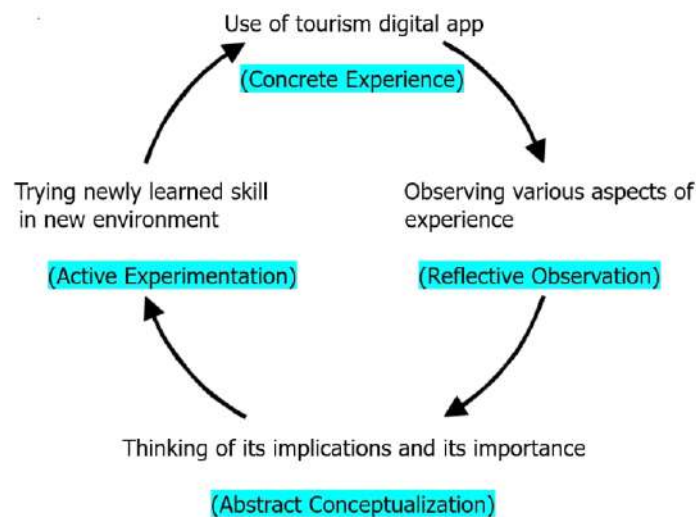 Use of tourism digital app
(Concrete Experience)
Observing various aspects of
experience
(Reflective Observation)
Thinking of its implications and its importance
(Abstract Conceptualization)
Trying newly learned skill
in new environment
(Active Experimentation)